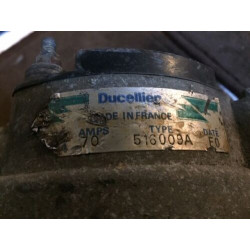 Ducellier
MADE IN FRANCE
AMPS TYPE DATE
70 516009A F0